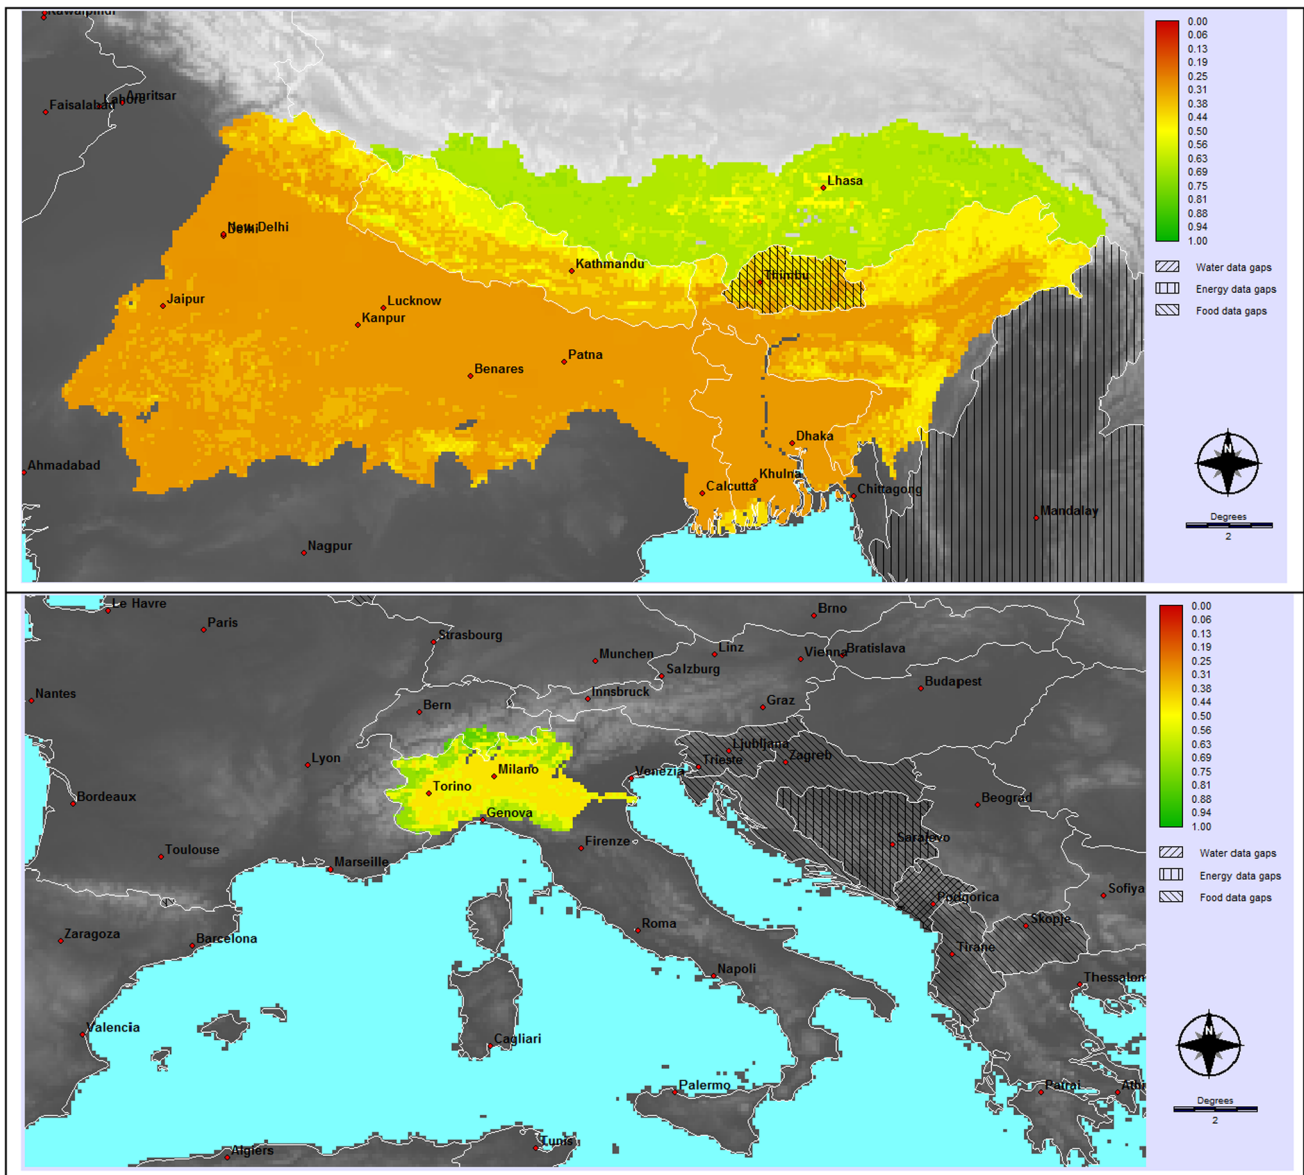 Rawalpindi
Amritsar
Lahore
Faisalabad
Lhasa
New Delhi
Delhi
Kathmandu
Thimbu
Jaipur
Lucknow
Kanpur
Patna
Benares
Dhaka
Ahmadabad
Khulna
Calcutta
Chittagong
Mandalay
Nagpur
0.00
0.06
0.13
0.19
0.25
0.31
0.38
0.44
0.50
0.56
0.63
0.69
0.75
0.81
0.88
0.94
1.00
Water data gaps
Energy data gaps
Food data gaps
N
Degrees
2
Le Havre
Paris
Strasbourg
Brno
Linz
Vienna
Bratislava
Munchen
Salzburg
Nantes
Innsbruck
Budapest
Bern
Graz
Ljubljana
Lyon
Milano
Trieste
Zagreb
Venezia
Torino
Bordeaux
Beograd
Genova
Firenze
Sarajevo
Toulouse
Marseille
Sofiya
Podgorica
Zaragoza
Barcelona
Roma
Skopje
Tirane
Napoli
Thessalon
Valencia
Cagliari
Palermo
Patrai
Athi
Tunis
Algiers
0.00
0.06
0.13
0.19
0.25
0.31
0.38
0.44
0.50
0.56
0.63
0.69
0.75
0.81
0.88
0.94
1.00
Water data gaps
Energy data gaps
Food data gaps
N
Degrees
2